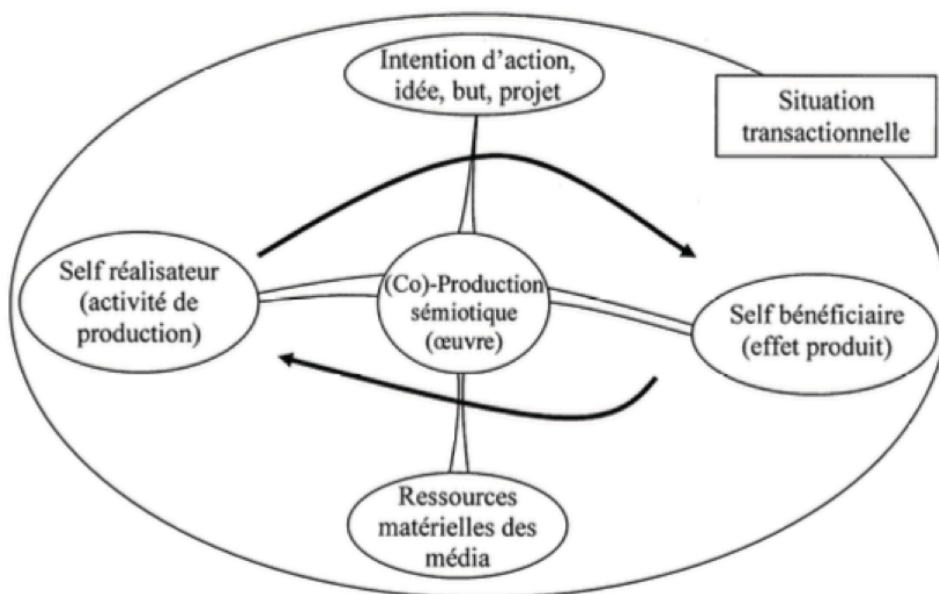 Intention d'action,
idée, but, projet
Situation
transactionnelle
Self réalisateur
(activité de
production)
(Co)-Production
sémiotique
(œuvre)
Self bénéficiaire
(effet produit)
Ressources
matérielles des
média